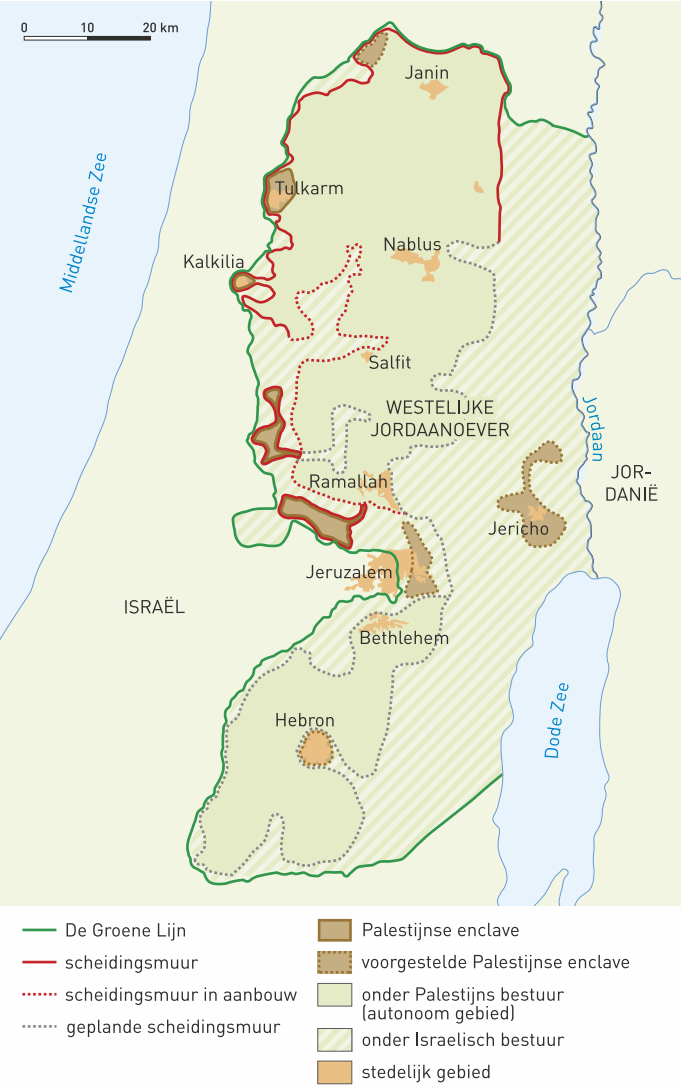 0 10 20 km
Janin
Middellandse Zee
Tulkarm
Nablus
Kalkilia
Salfit
WESTELIJKE
JORDAANOEVER
Jordaan
JOR-
DANIË
Ramallah
Jericho
Jeruzalem
ISRAËL
Bethlehem
Dode Zee
Hebron
De Groene Lijn
scheidingsmuur
scheidingsmuur in aanbouw
geplande scheidingsmuur
Palestijnse enclave
voorgestelde Palestijnse enclave
onder Palestijns bestuur
(autonoom gebied)
onder Israelisch bestuur
stedelijk gebied